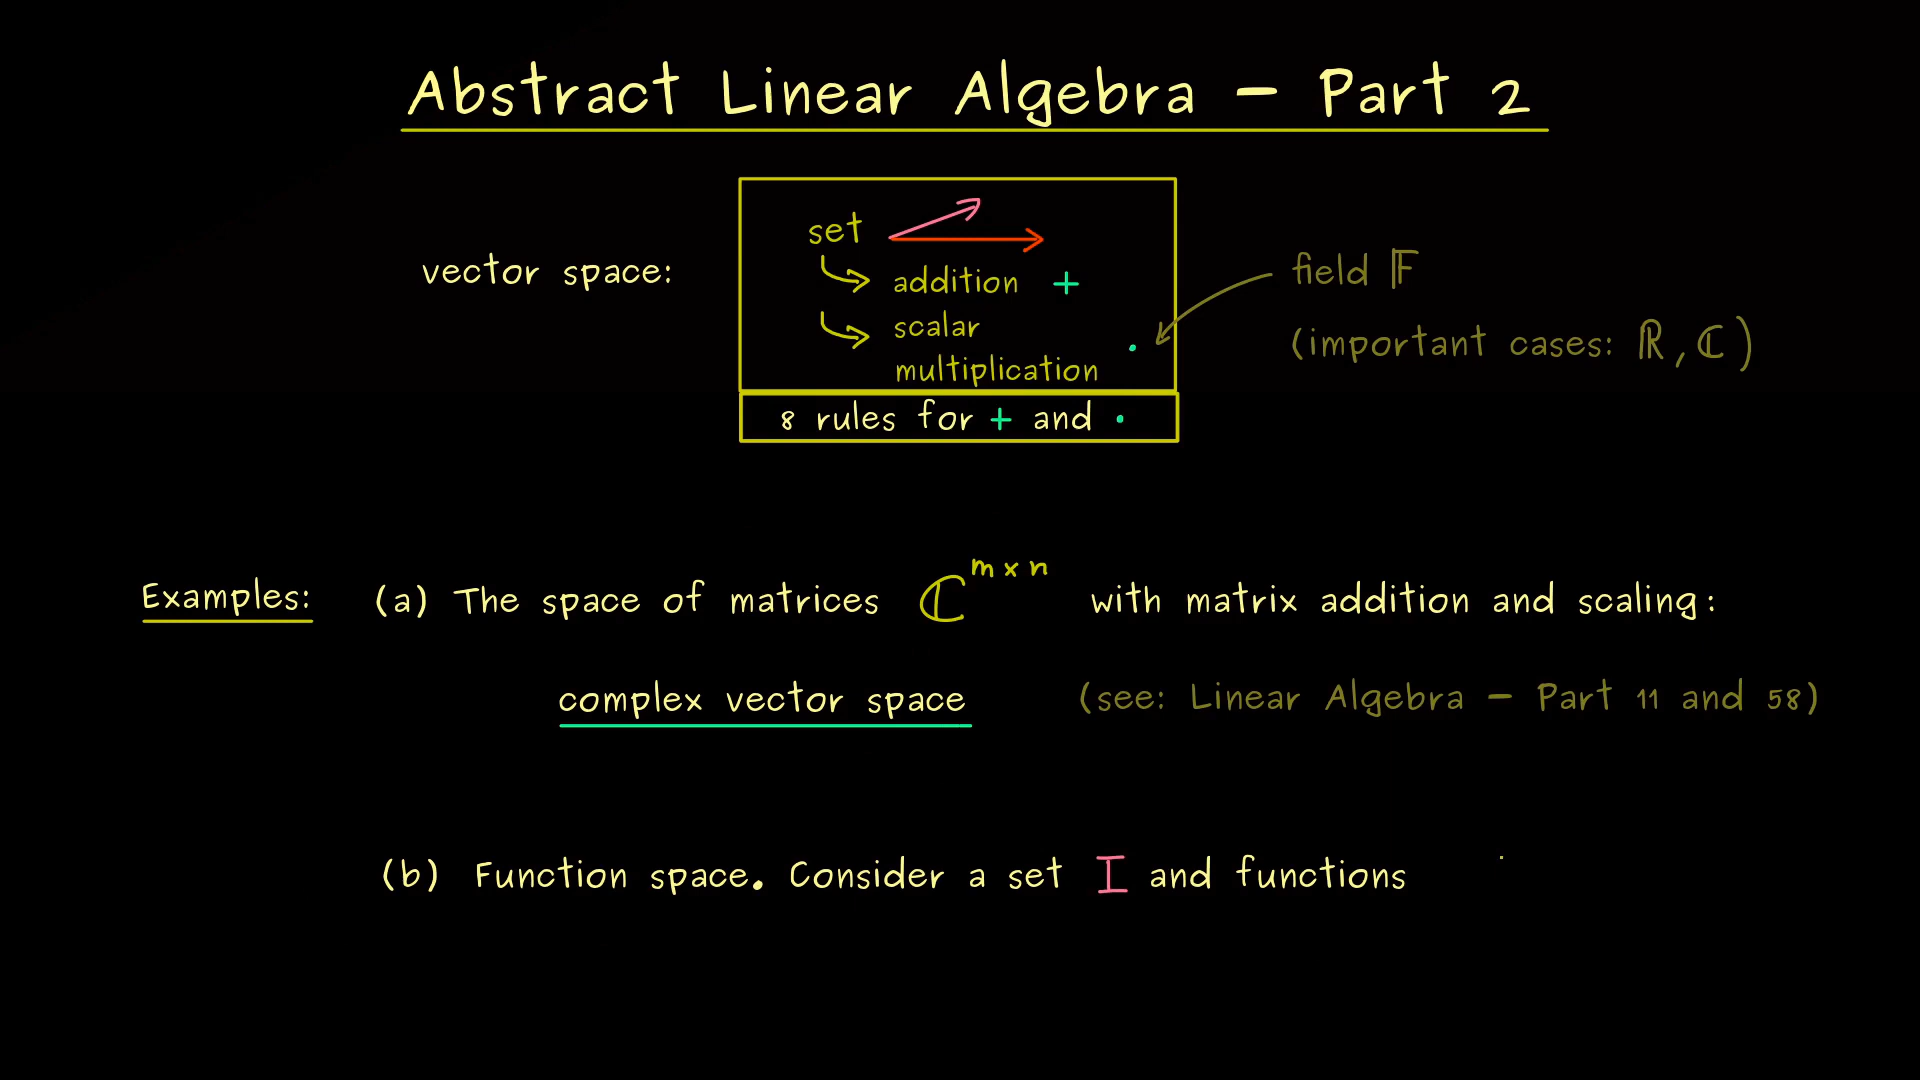 Abstract Linear Algebra – Part 2
vector space:
set
addition +
scalar
multiplication ·
8 rules for + and ·
field 𝔽
(important cases: ℝ, ℂ)
Examples: (a) The space of matrices ℂ^{m×n} with matrix addition and scaling:
complex vector space (see: Linear Algebra – Part 11 and 58)
(b) Function space. Consider a set I and functions